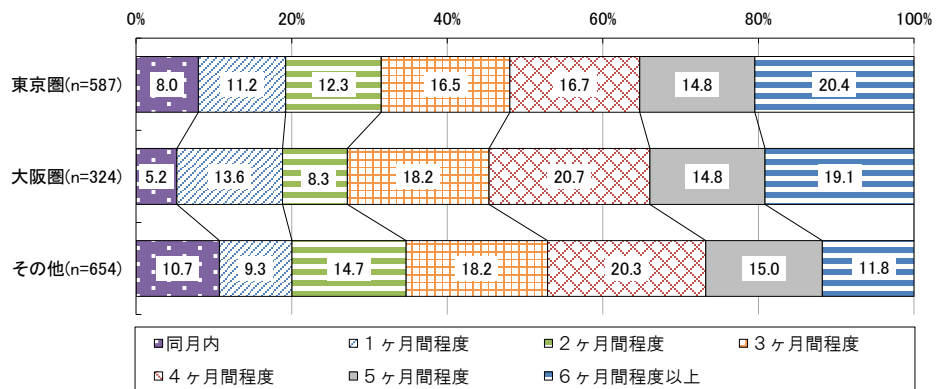 0% 20% 40% 60% 80% 100%
東京圏(n=587) 8.0 11.2 12.3 16.5 16.7 14.8 20.4
大阪圏(n=324) 5.2 13.6 8.3 18.2 20.7 14.8 19.1
その他(n=654) 10.7 9.3 14.7 18.2 20.3 15.0 11.8
同月内 1ヶ月間程度 2ヶ月間程度 3ヶ月間程度
4ヶ月間程度 5ヶ月間程度 6ヶ月間程度以上